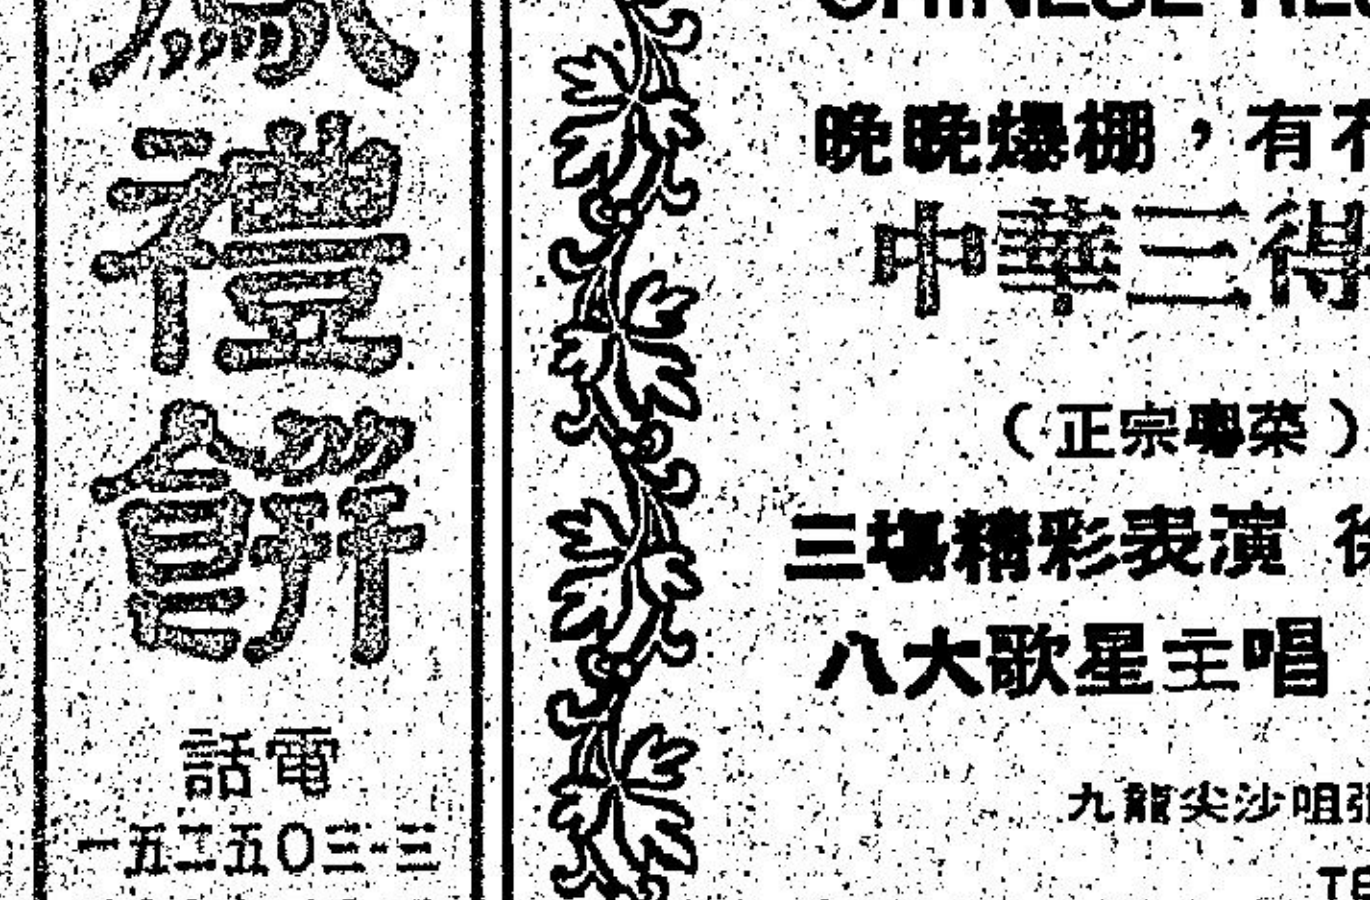 禮餅
電話
三-三〇五二五一
CHINESE
晚晚爆棚，有
中華三得
（正宗粵菜）
三塲精彩表演
八大歌星主唱
九龍尖沙咀